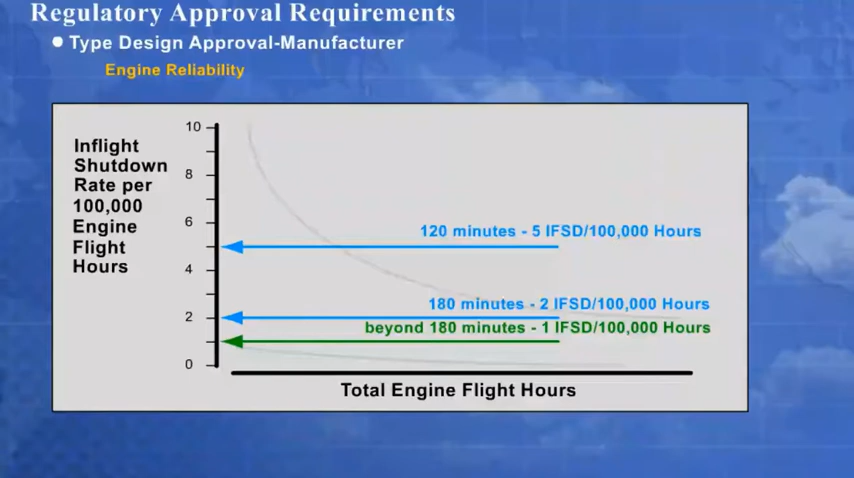 Regulatory Approval Requirements
● Type Design Approval-Manufacturer
Engine Reliability
Inflight
Shutdown
Rate per
100,000
Engine
Flight
Hours
10
8
6
4
2
0
120 minutes - 5 IFSD/100,000 Hours
180 minutes - 2 IFSD/100,000 Hours
beyond 180 minutes - 1 IFSD/100,000 Hours
Total Engine Flight Hours